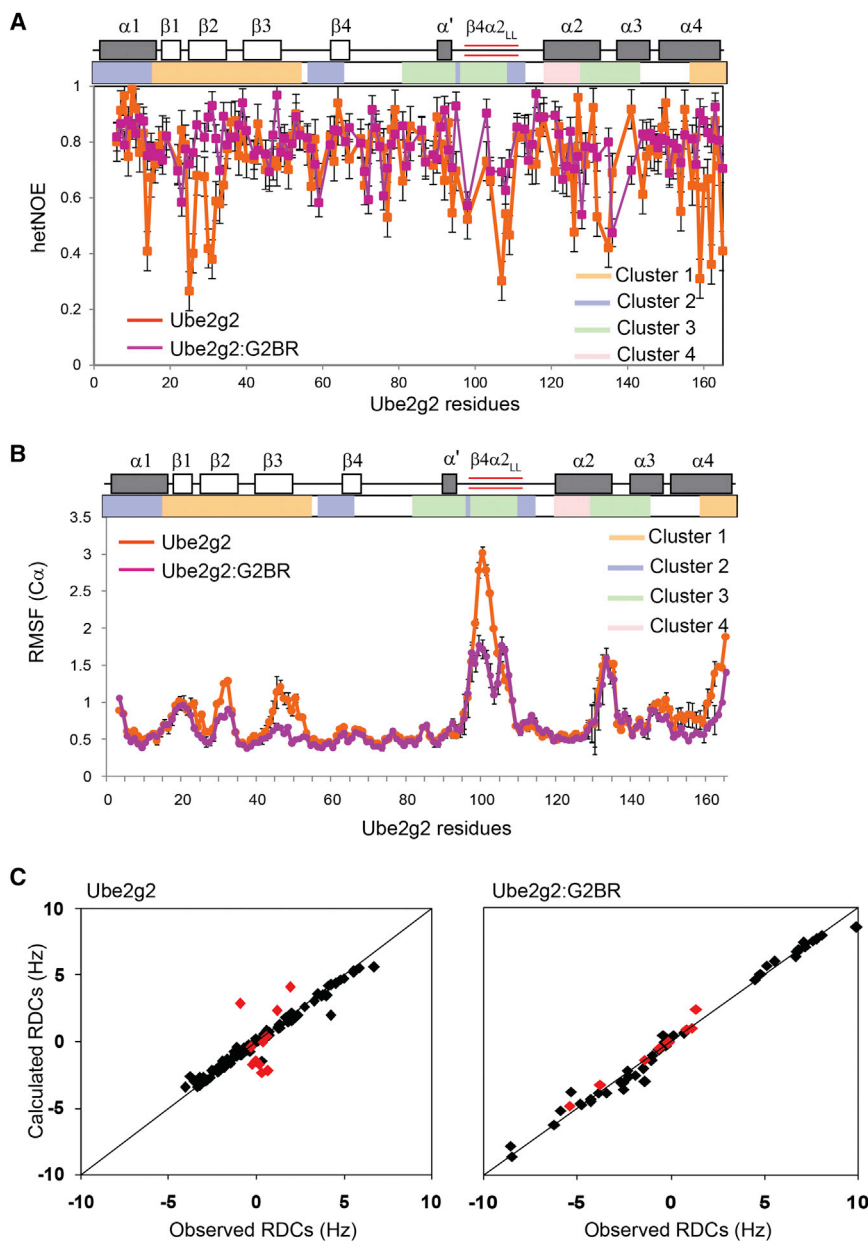 A
α1 β1 β2 β3 β4 α' β4α2LL α2 α3 α4
1
0.8
0.6
0.4
0.2
0
hetNOE
Ube2g2
Ube2g2:G2BR
Cluster 1
Cluster 2
Cluster 3
Cluster 4
0 20 40 60 80 100 120 140 160
Ube2g2 residues
B
α1 β1 β2 β3 β4 α' β4α2LL α2 α3 α4
3.5
3
2.5
2
1.5
1
0.5
0
RMSF (Cα)
Ube2g2
Ube2g2:G2BR
Cluster 1
Cluster 2
Cluster 3
Cluster 4
0 20 40 60 80 100 120 140 160
Ube2g2 residues
C
Ube2g2
10
5
0
-5
-10
Calculated RDCs (Hz)
-10 -5 0 5 10
Observed RDCs (Hz)
Ube2g2:G2BR
-10 -5 0 5 10
Observed RDCs (Hz)